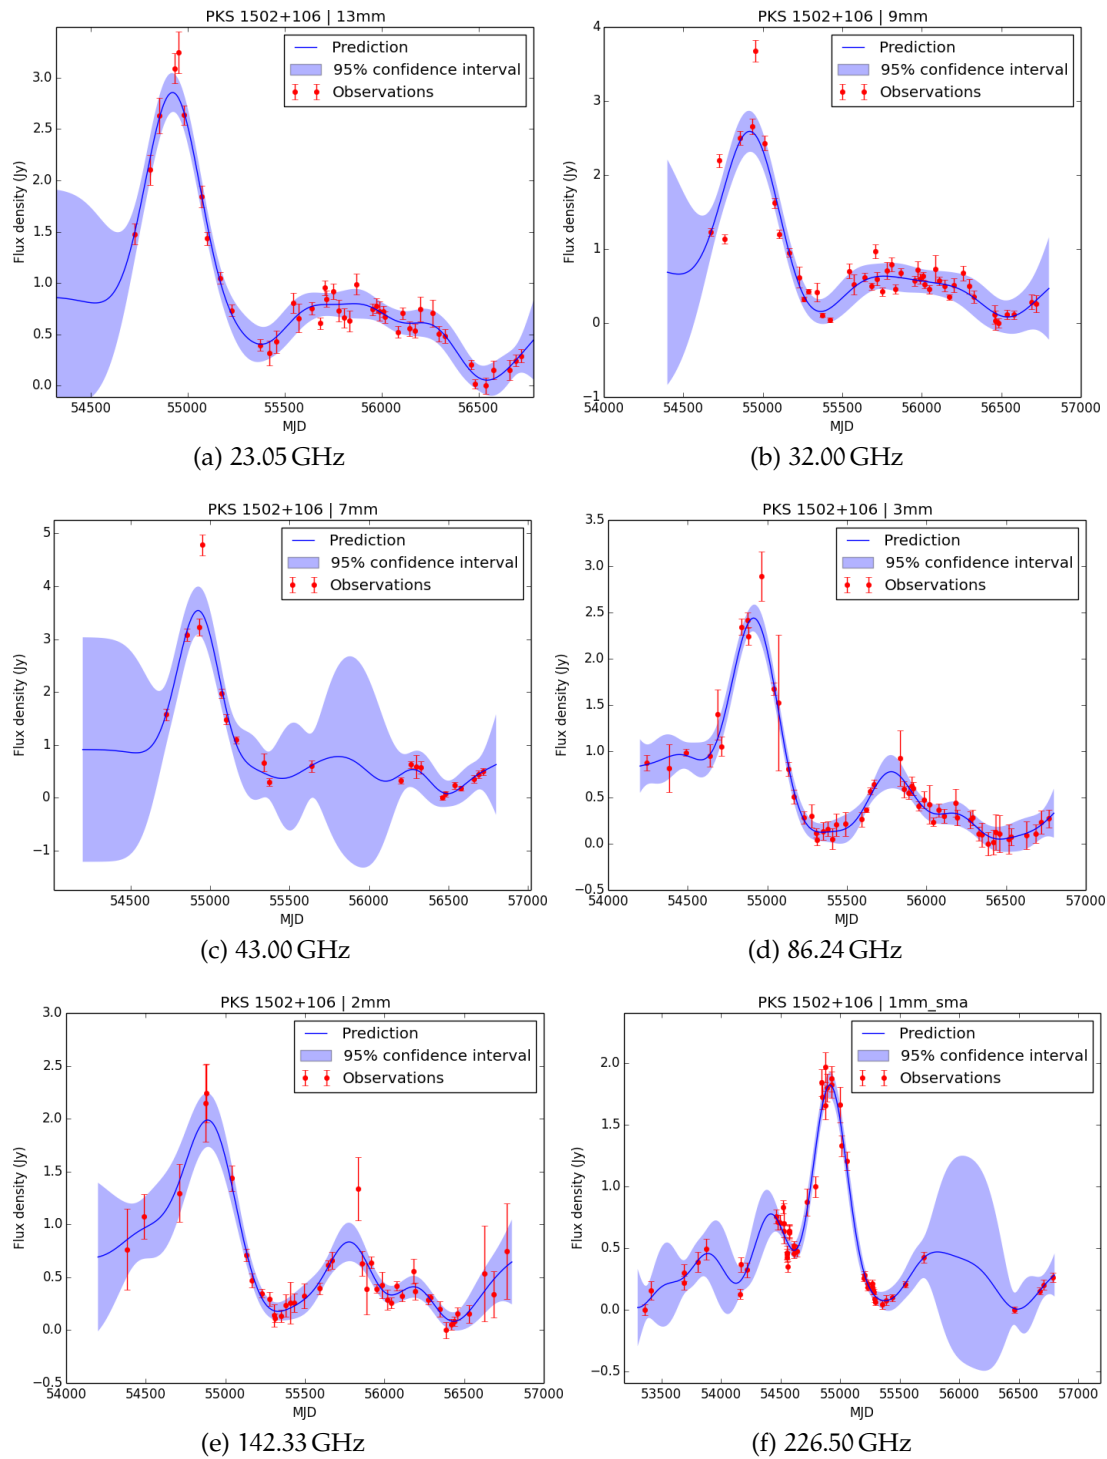 PKS 1502+106 | 13mm
Prediction
95% confidence interval
Observations
Flux density (Jy)
3.0
2.5
2.0
1.5
1.0
0.5
0.0
54500 55000 55500 56000 56500
MJD
(a) 23.05 GHz
PKS 1502+106 | 9mm
Prediction
95% confidence interval
Observations
Flux density (Jy)
4
3
2
1
0
−1
54000 54500 55000 55500 56000 56500 57000
MJD
(b) 32.00 GHz
PKS 1502+106 | 7mm
Prediction
95% confidence interval
Observations
Flux density (Jy)
5
4
3
2
1
0
−1
54500 55000 55500 56000 56500 57000
MJD
(c) 43.00 GHz
PKS 1502+106 | 3mm
Prediction
95% confidence interval
Observations
Flux density (Jy)
3.5
3.0
2.5
2.0
1.5
1.0
0.5
0.0
−0.5
54000 54500 55000 55500 56000 56500 57000
MJD
(d) 86.24 GHz
PKS 1502+106 | 2mm
Prediction
95% confidence interval
Observations
Flux density (Jy)
3.0
2.5
2.0
1.5
1.0
0.5
0.0
−0.5
54000 54500 55000 55500 56000 56500 57000
MJD
(e) 142.33 GHz
PKS 1502+106 | 1mm_sma
Prediction
95% confidence interval
Observations
Flux density (Jy)
2.0
1.5
1.0
0.5
0.0
−0.5
53500 54000 54500 55000 55500 56000 56500 57000
MJD
(f) 226.50 GHz